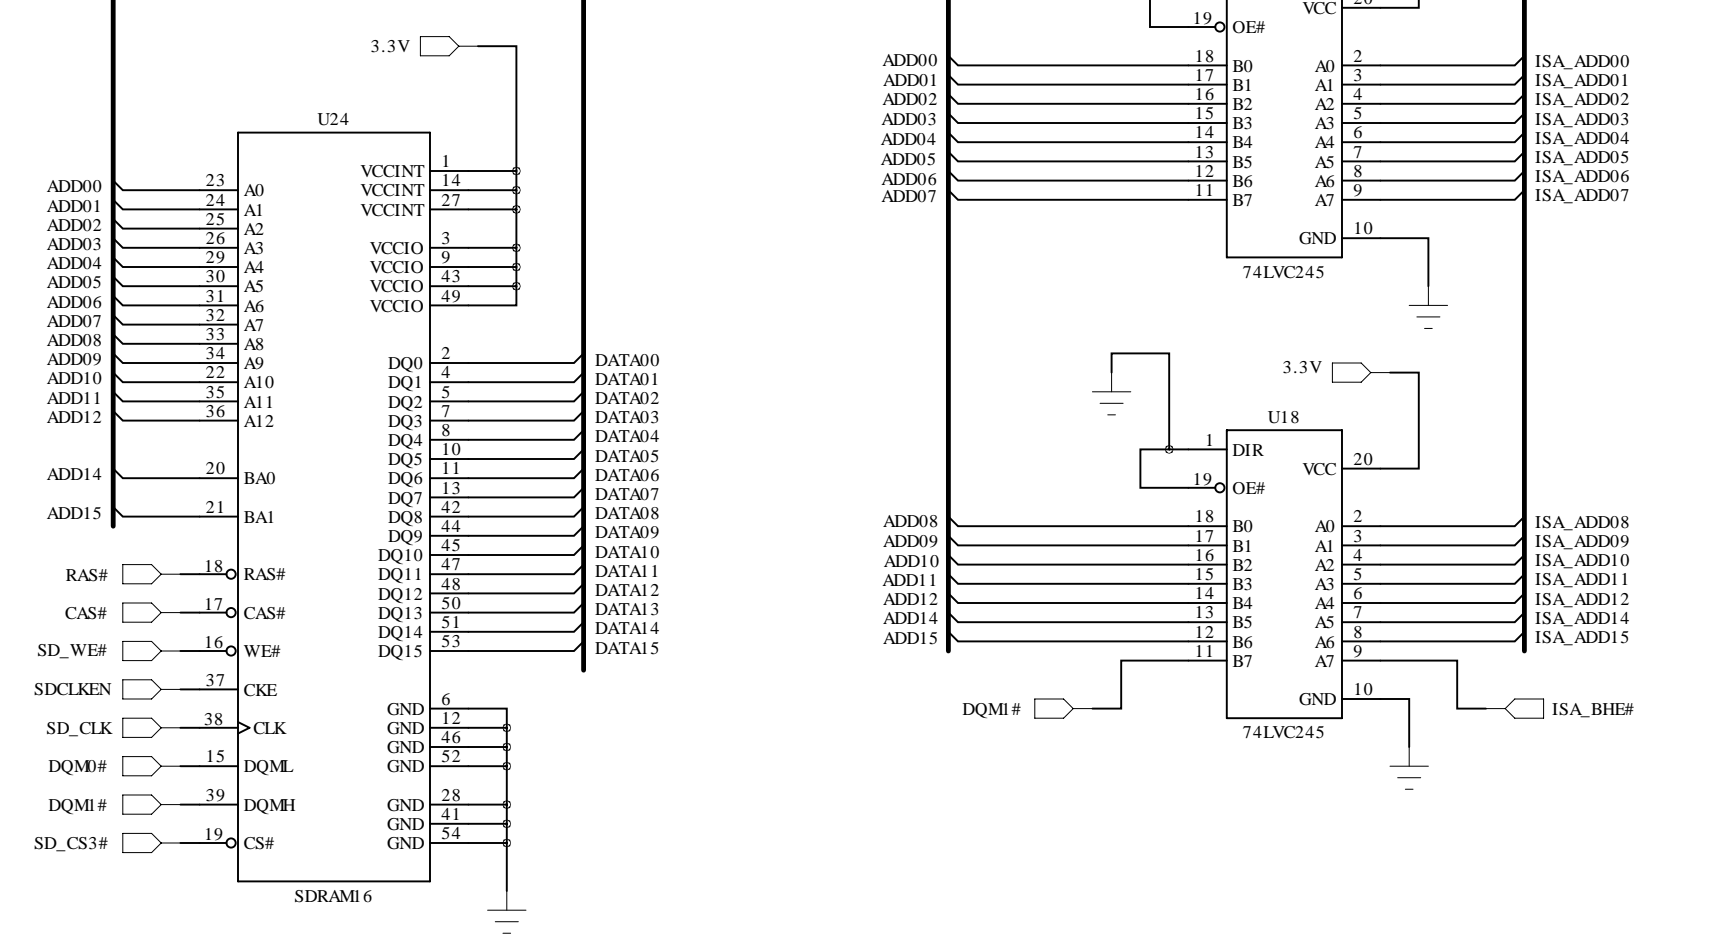 3.3V
U24
ADD00 23 A0
ADD01 24 A1
ADD02 25 A2
ADD03 26 A3
ADD04 29 A4
ADD05 30 A5
ADD06 31 A6
ADD07 32 A7
ADD08 33 A8
ADD09 34 A9
ADD10 22 A10
ADD11 35 A11
ADD12 36 A12
ADD14 20 BA0
ADD15 21 BA1
RAS# 18 RAS#
CAS# 17 CAS#
SD_WE# 16 WE#
SDCLKEN 37 CKE
SD_CLK 38 CLK
DQM0# 15 DQML
DQM1# 39 DQMH
SD_CS3# 19 CS#
VCCINT 1
VCCINT 14
VCCINT 27
VCCIO 3
VCCIO 9
VCCIO 43
VCCIO 49
DQ0 2 DATA00
DQ1 4 DATA01
DQ2 5 DATA02
DQ3 7 DATA03
DQ4 8 DATA04
DQ5 10 DATA05
DQ6 11 DATA06
DQ7 13 DATA07
DQ8 42 DATA08
DQ9 44 DATA09
DQ10 45 DATA10
DQ11 47 DATA11
DQ12 48 DATA12
DQ13 50 DATA13
DQ14 51 DATA14
DQ15 53 DATA15
GND 6
GND 12
GND 46
GND 52
GND 28
GND 41
GND 54
SDRAM16
VCC
19 OE#
ADD00 18 B0 A0 2 ISA_ADD00
ADD01 17 B1 A1 3 ISA_ADD01
ADD02 16 B2 A2 4 ISA_ADD02
ADD03 15 B3 A3 5 ISA_ADD03
ADD04 14 B4 A4 6 ISA_ADD04
ADD05 13 B5 A5 7 ISA_ADD05
ADD06 12 B6 A6 8 ISA_ADD06
ADD07 11 B7 A7 9 ISA_ADD07
GND 10
74LVC245
3.3V
U18
1 DIR
VCC 20
19 OE#
ADD08 18 B0 A0 2 ISA_ADD08
ADD09 17 B1 A1 3 ISA_ADD09
ADD10 16 B2 A2 4 ISA_ADD10
ADD11 15 B3 A3 5 ISA_ADD11
ADD12 14 B4 A4 6 ISA_ADD12
ADD14 13 B5 A5 7 ISA_ADD14
ADD15 12 B6 A6 8 ISA_ADD15
11 B7 A7 9
GND 10
DQM1# ISA_BHE#
74LVC245